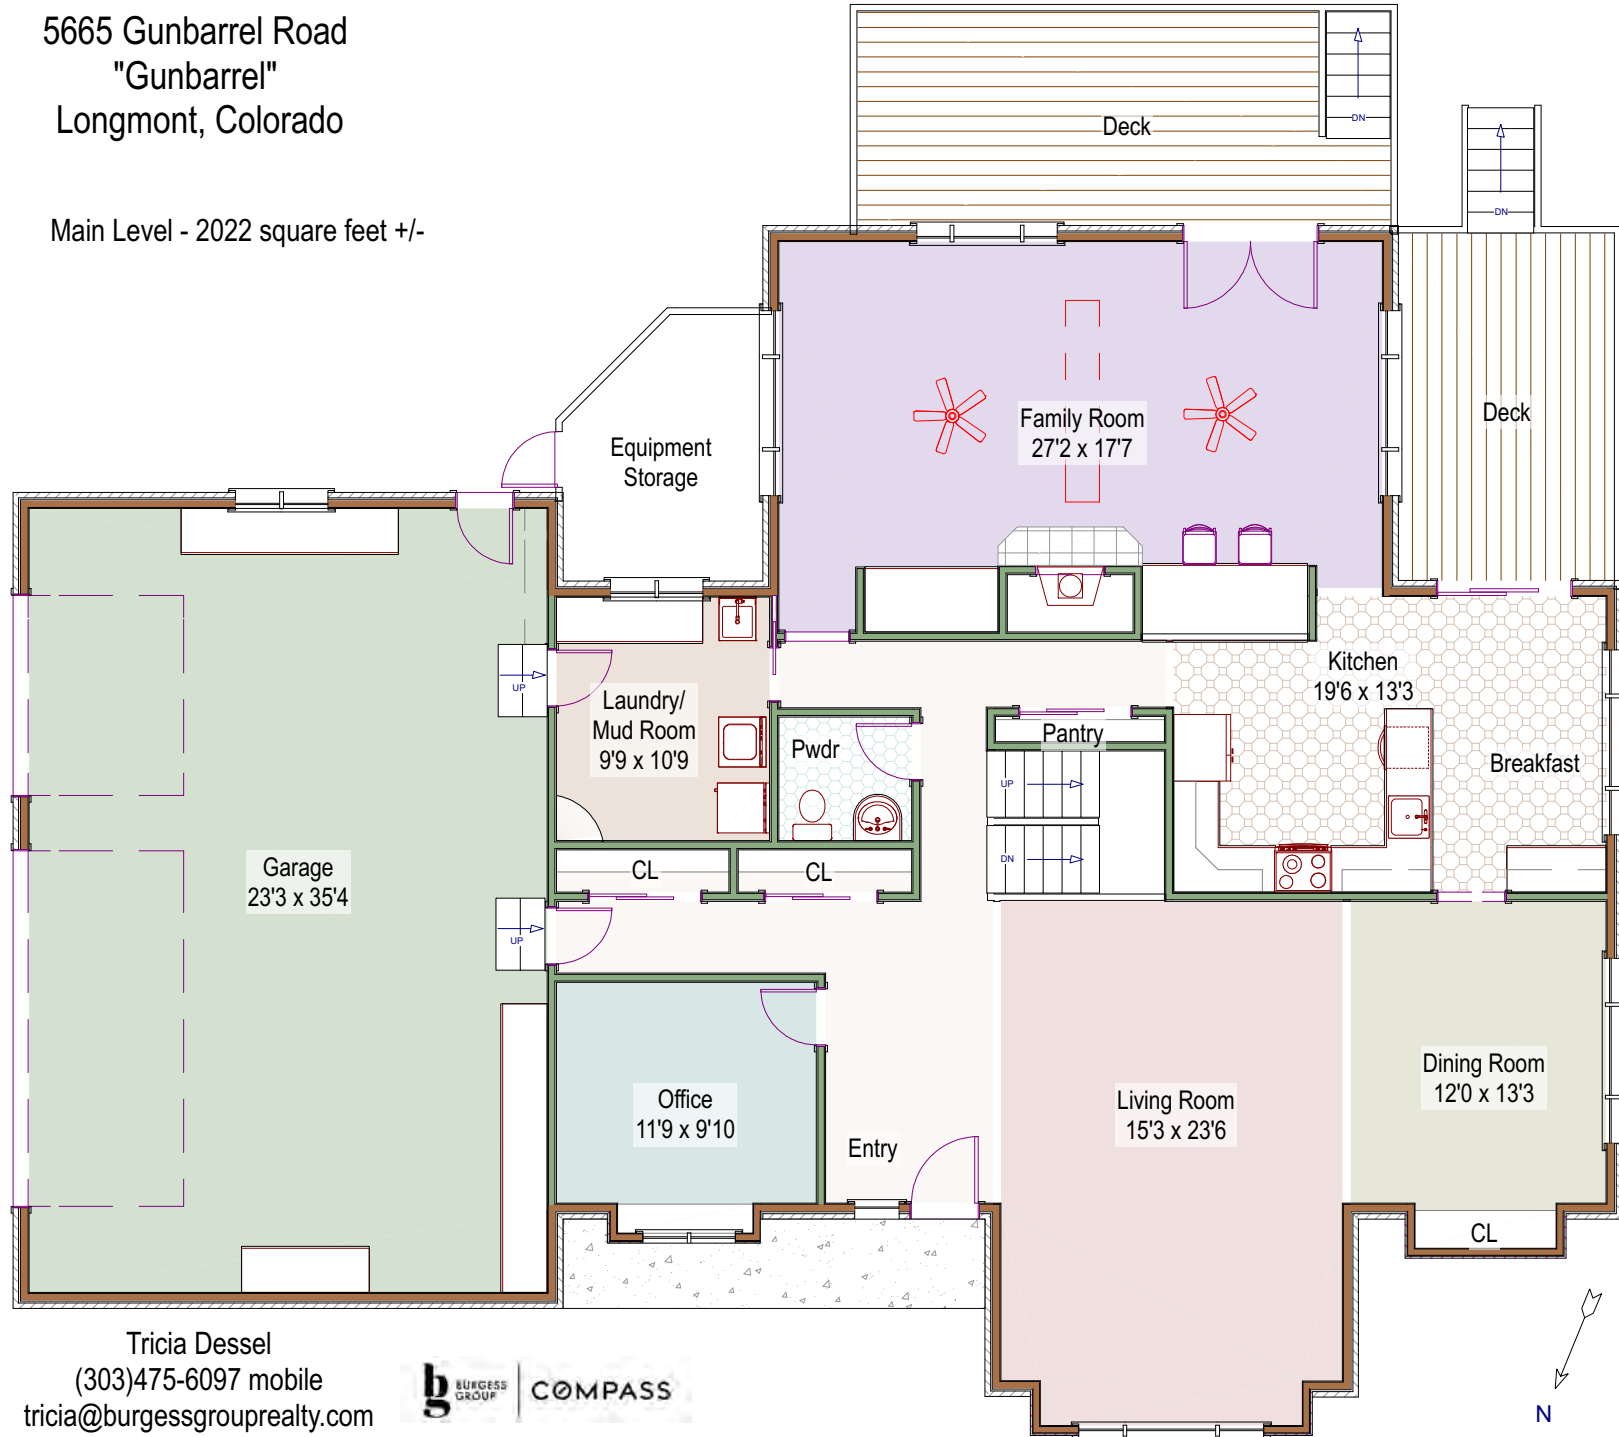 5665 Gunbarrel Road
"Gunbarrel"
Longmont, Colorado
Main Level - 2022 square feet +/-
Deck
DN
DN
Deck
Family Room
27'2 x 17'7
Equipment
Storage
Kitchen
19'6 x 13'3
UP
Laundry/
Mud Room
9'9 x 10'9
Pwdr
Pantry
Breakfast
UP
DN
Garage
23'3 x 35'4
CL
CL
UP
Office
11'9 x 9'10
Entry
Living Room
15'3 x 23'6
Dining Room
12'0 x 13'3
CL
Tricia Dessel
(303)475-6097 mobile
tricia@burgessgrouprealty.com
b
g
BURGESS
GROUP
COMPASS
N